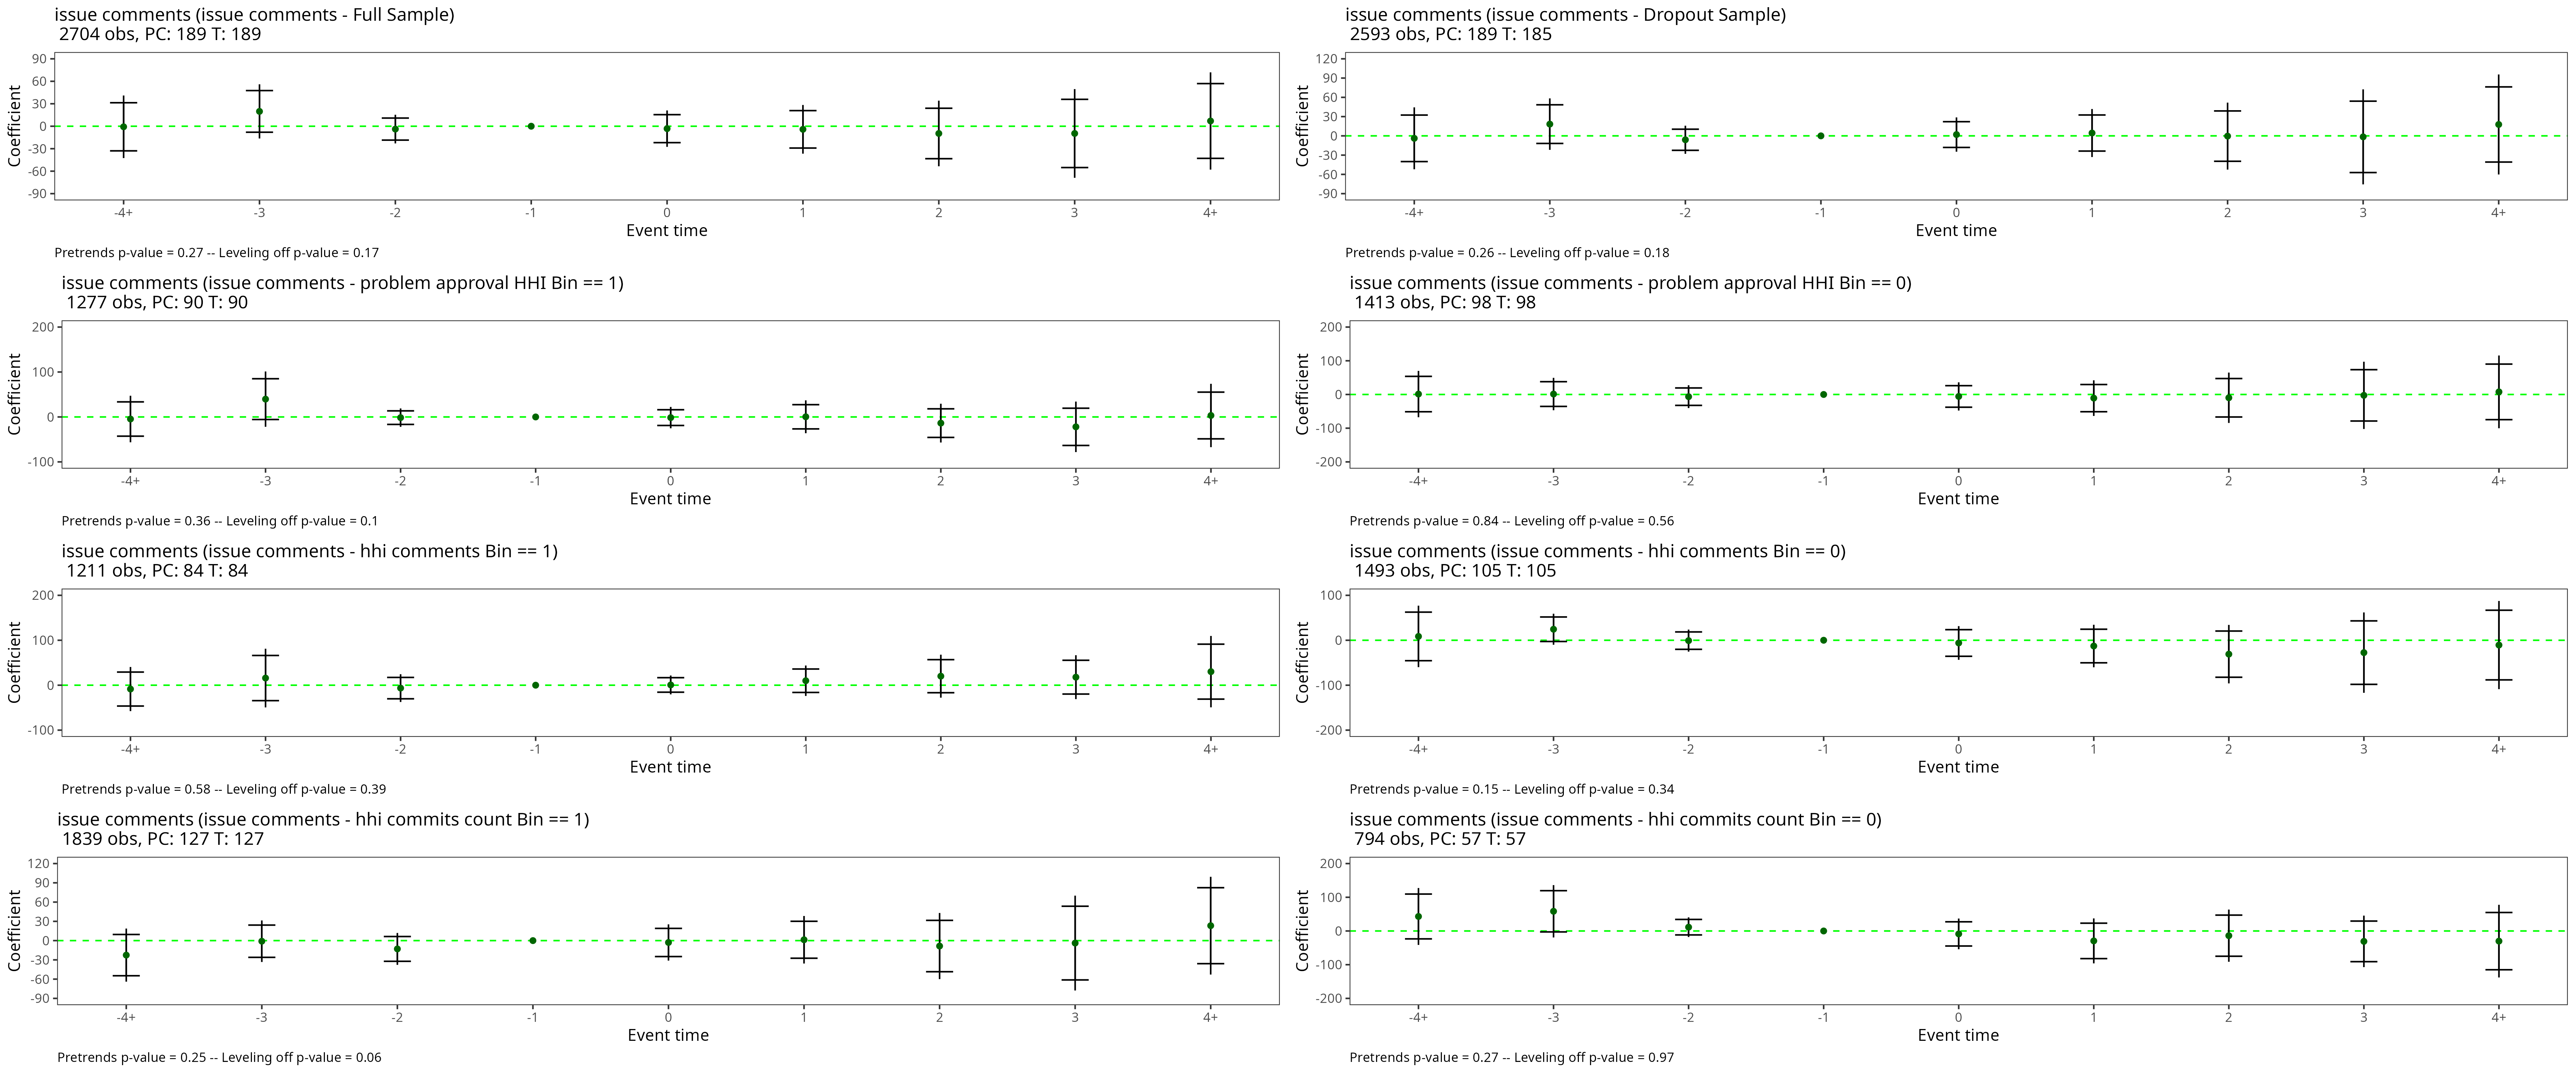 issue comments (issue comments - Full Sample)
2704 obs, PC: 189 T: 189
Coefficient
90
60
30
0
-30
-60
-90
-4+ -3 -2 -1 0 1 2 3 4+
Event time
Pretrends p-value = 0.27 -- Leveling off p-value = 0.17
issue comments (issue comments - Dropout Sample)
2593 obs, PC: 189 T: 185
Coefficient
120
90
60
30
0
-30
-60
-90
-4+ -3 -2 -1 0 1 2 3 4+
Event time
Pretrends p-value = 0.26 -- Leveling off p-value = 0.18
issue comments (issue comments - problem approval HHI Bin == 1)
1277 obs, PC: 90 T: 90
Coefficient
200
100
0
-100
-4+ -3 -2 -1 0 1 2 3 4+
Event time
Pretrends p-value = 0.36 -- Leveling off p-value = 0.1
issue comments (issue comments - problem approval HHI Bin == 0)
1413 obs, PC: 98 T: 98
Coefficient
200
100
0
-100
-200
-4+ -3 -2 -1 0 1 2 3 4+
Event time
Pretrends p-value = 0.84 -- Leveling off p-value = 0.56
issue comments (issue comments - hhi comments Bin == 1)
1211 obs, PC: 84 T: 84
Coefficient
200
100
0
-100
-4+ -3 -2 -1 0 1 2 3 4+
Event time
Pretrends p-value = 0.58 -- Leveling off p-value = 0.39
issue comments (issue comments - hhi comments Bin == 0)
1493 obs, PC: 105 T: 105
Coefficient
100
0
-100
-200
-4+ -3 -2 -1 0 1 2 3 4+
Event time
Pretrends p-value = 0.15 -- Leveling off p-value = 0.34
issue comments (issue comments - hhi commits count Bin == 1)
1839 obs, PC: 127 T: 127
Coefficient
120
90
60
30
0
-30
-60
-90
-4+ -3 -2 -1 0 1 2 3 4+
Event time
Pretrends p-value = 0.25 -- Leveling off p-value = 0.06
issue comments (issue comments - hhi commits count Bin == 0)
794 obs, PC: 57 T: 57
Coefficient
200
100
0
-100
-200
-4+ -3 -2 -1 0 1 2 3 4+
Event time
Pretrends p-value = 0.27 -- Leveling off p-value = 0.97